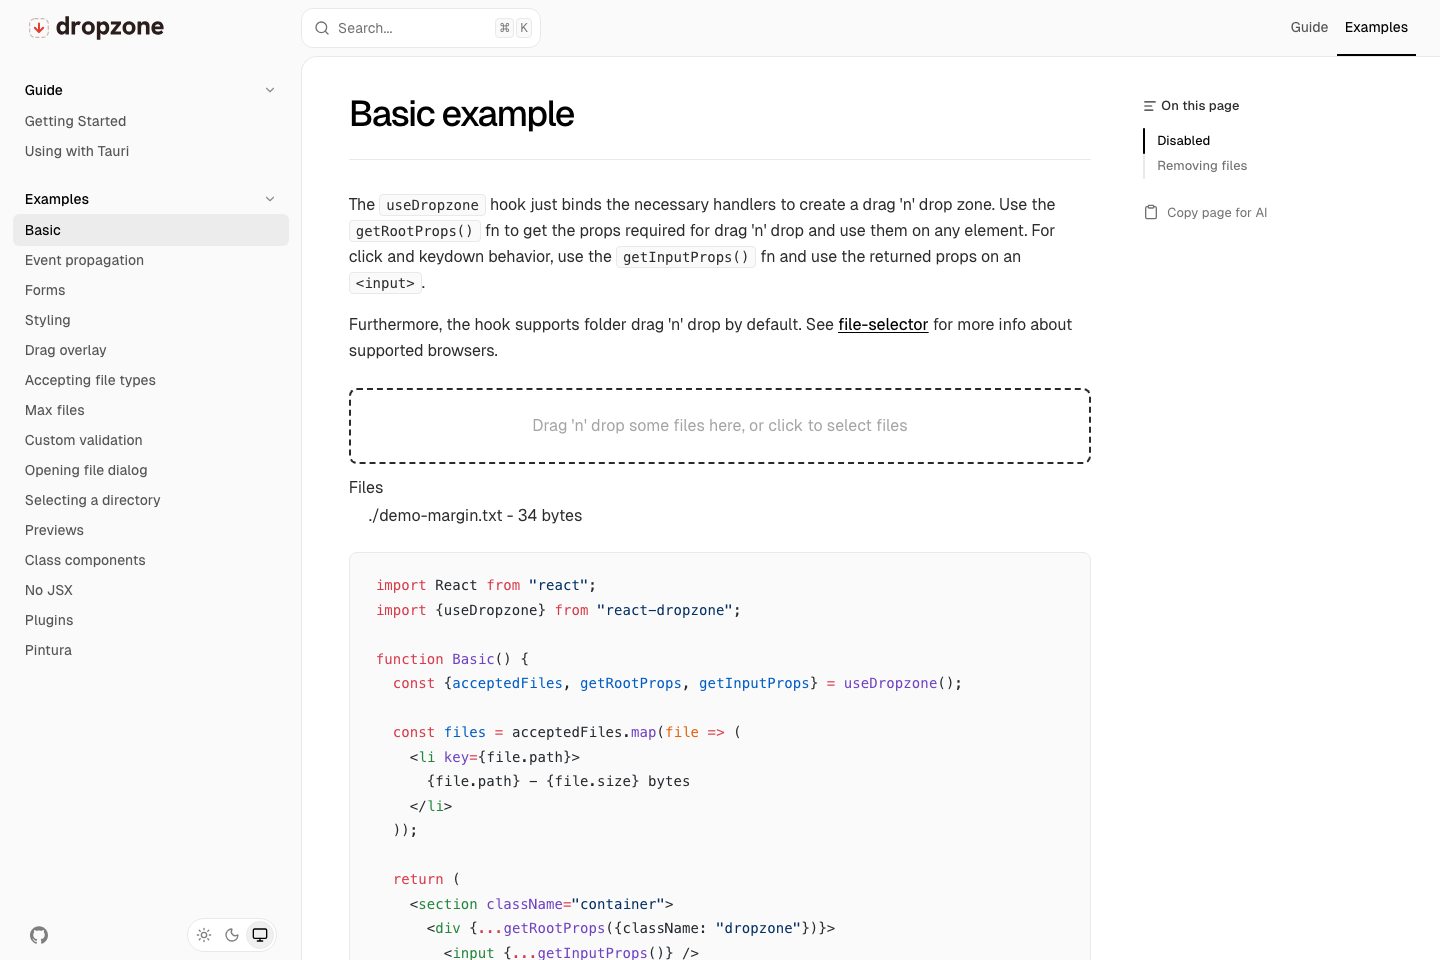 dropzone
Search...
⌘ K
Guide
Examples
Guide
Getting Started
Using with Tauri
Examples
Basic
Event propagation
Forms
Styling
Drag overlay
Accepting file types
Max files
Custom validation
Opening file dialog
Selecting a directory
Previews
Class components
No JSX
Plugins
Pintura
Basic example
The useDropzone hook just binds the necessary handlers to create a drag 'n' drop zone. Use the
getRootProps() fn to get the props required for drag 'n' drop and use them on any element. For
click and keydown behavior, use the getInputProps() fn and use the returned props on an
<input>.
Furthermore, the hook supports folder drag 'n' drop by default. See file-selector for more info about
supported browsers.
Drag 'n' drop some files here, or click to select files
Files
./demo-margin.txt - 34 bytes
import React from "react";
import {useDropzone} from "react-dropzone";
function Basic() {
  const {acceptedFiles, getRootProps, getInputProps} = useDropzone();
  const files = acceptedFiles.map(file => (
    <li key={file.path}>
      {file.path} - {file.size} bytes
    </li>
  ));
  return (
    <section className="container">
      <div {...getRootProps({className: "dropzone"})}>
        <input {...getInputProps()} />
On this page
Disabled
Removing files
Copy page for AI